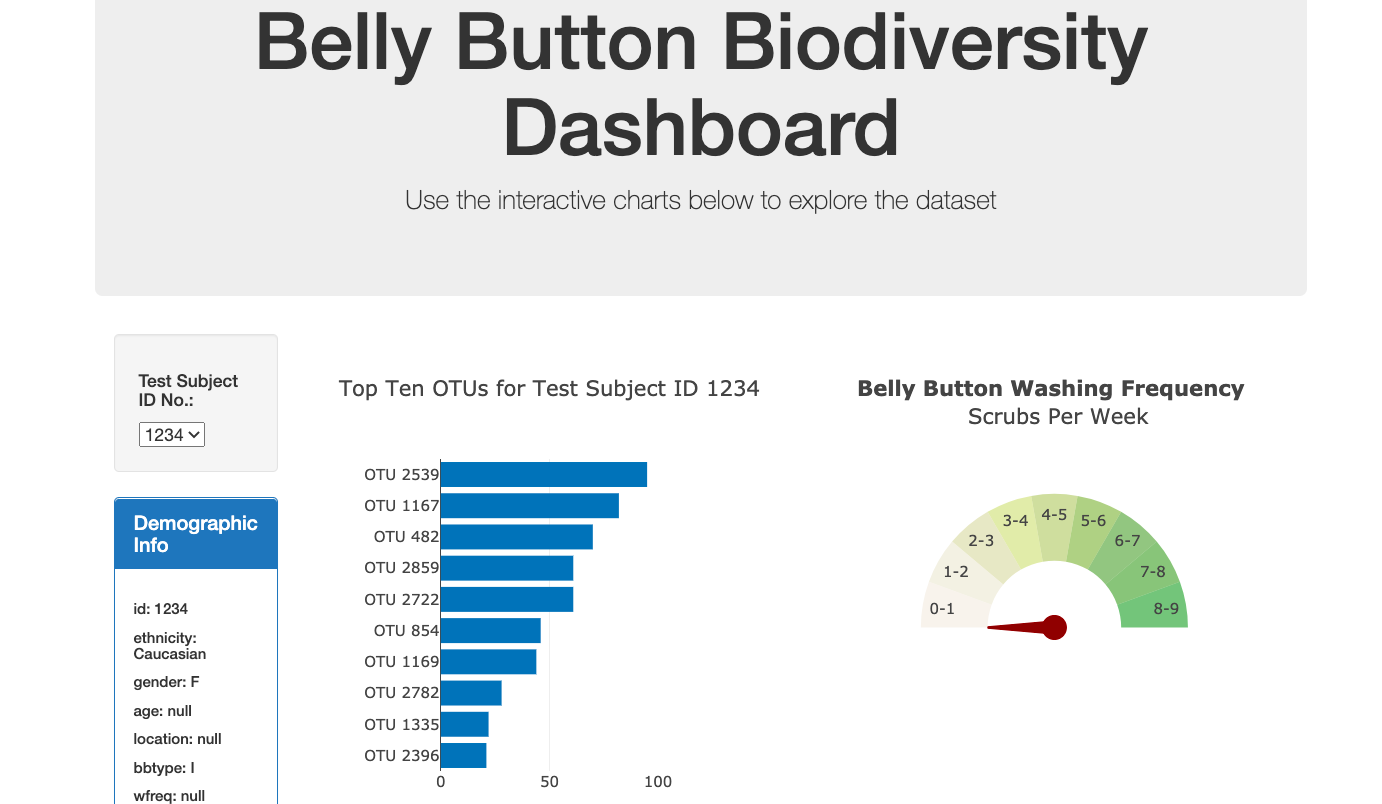 Belly Button Biodiversity
Dashboard
Use the interactive charts below to explore the dataset
Test Subject
ID No.:
1234
Demographic
Info
id: 1234
ethnicity:
Caucasian
gender: F
age: null
location: null
bbtype: I
wfreq: null
Top Ten OTUs for Test Subject ID 1234
OTU 2539
OTU 1167
OTU 482
OTU 2859
OTU 2722
OTU 854
OTU 1169
OTU 2782
OTU 1335
OTU 2396
0 50 100
Belly Button Washing Frequency
Scrubs Per Week
0-1
1-2
2-3
3-4
4-5
5-6
6-7
7-8
8-9